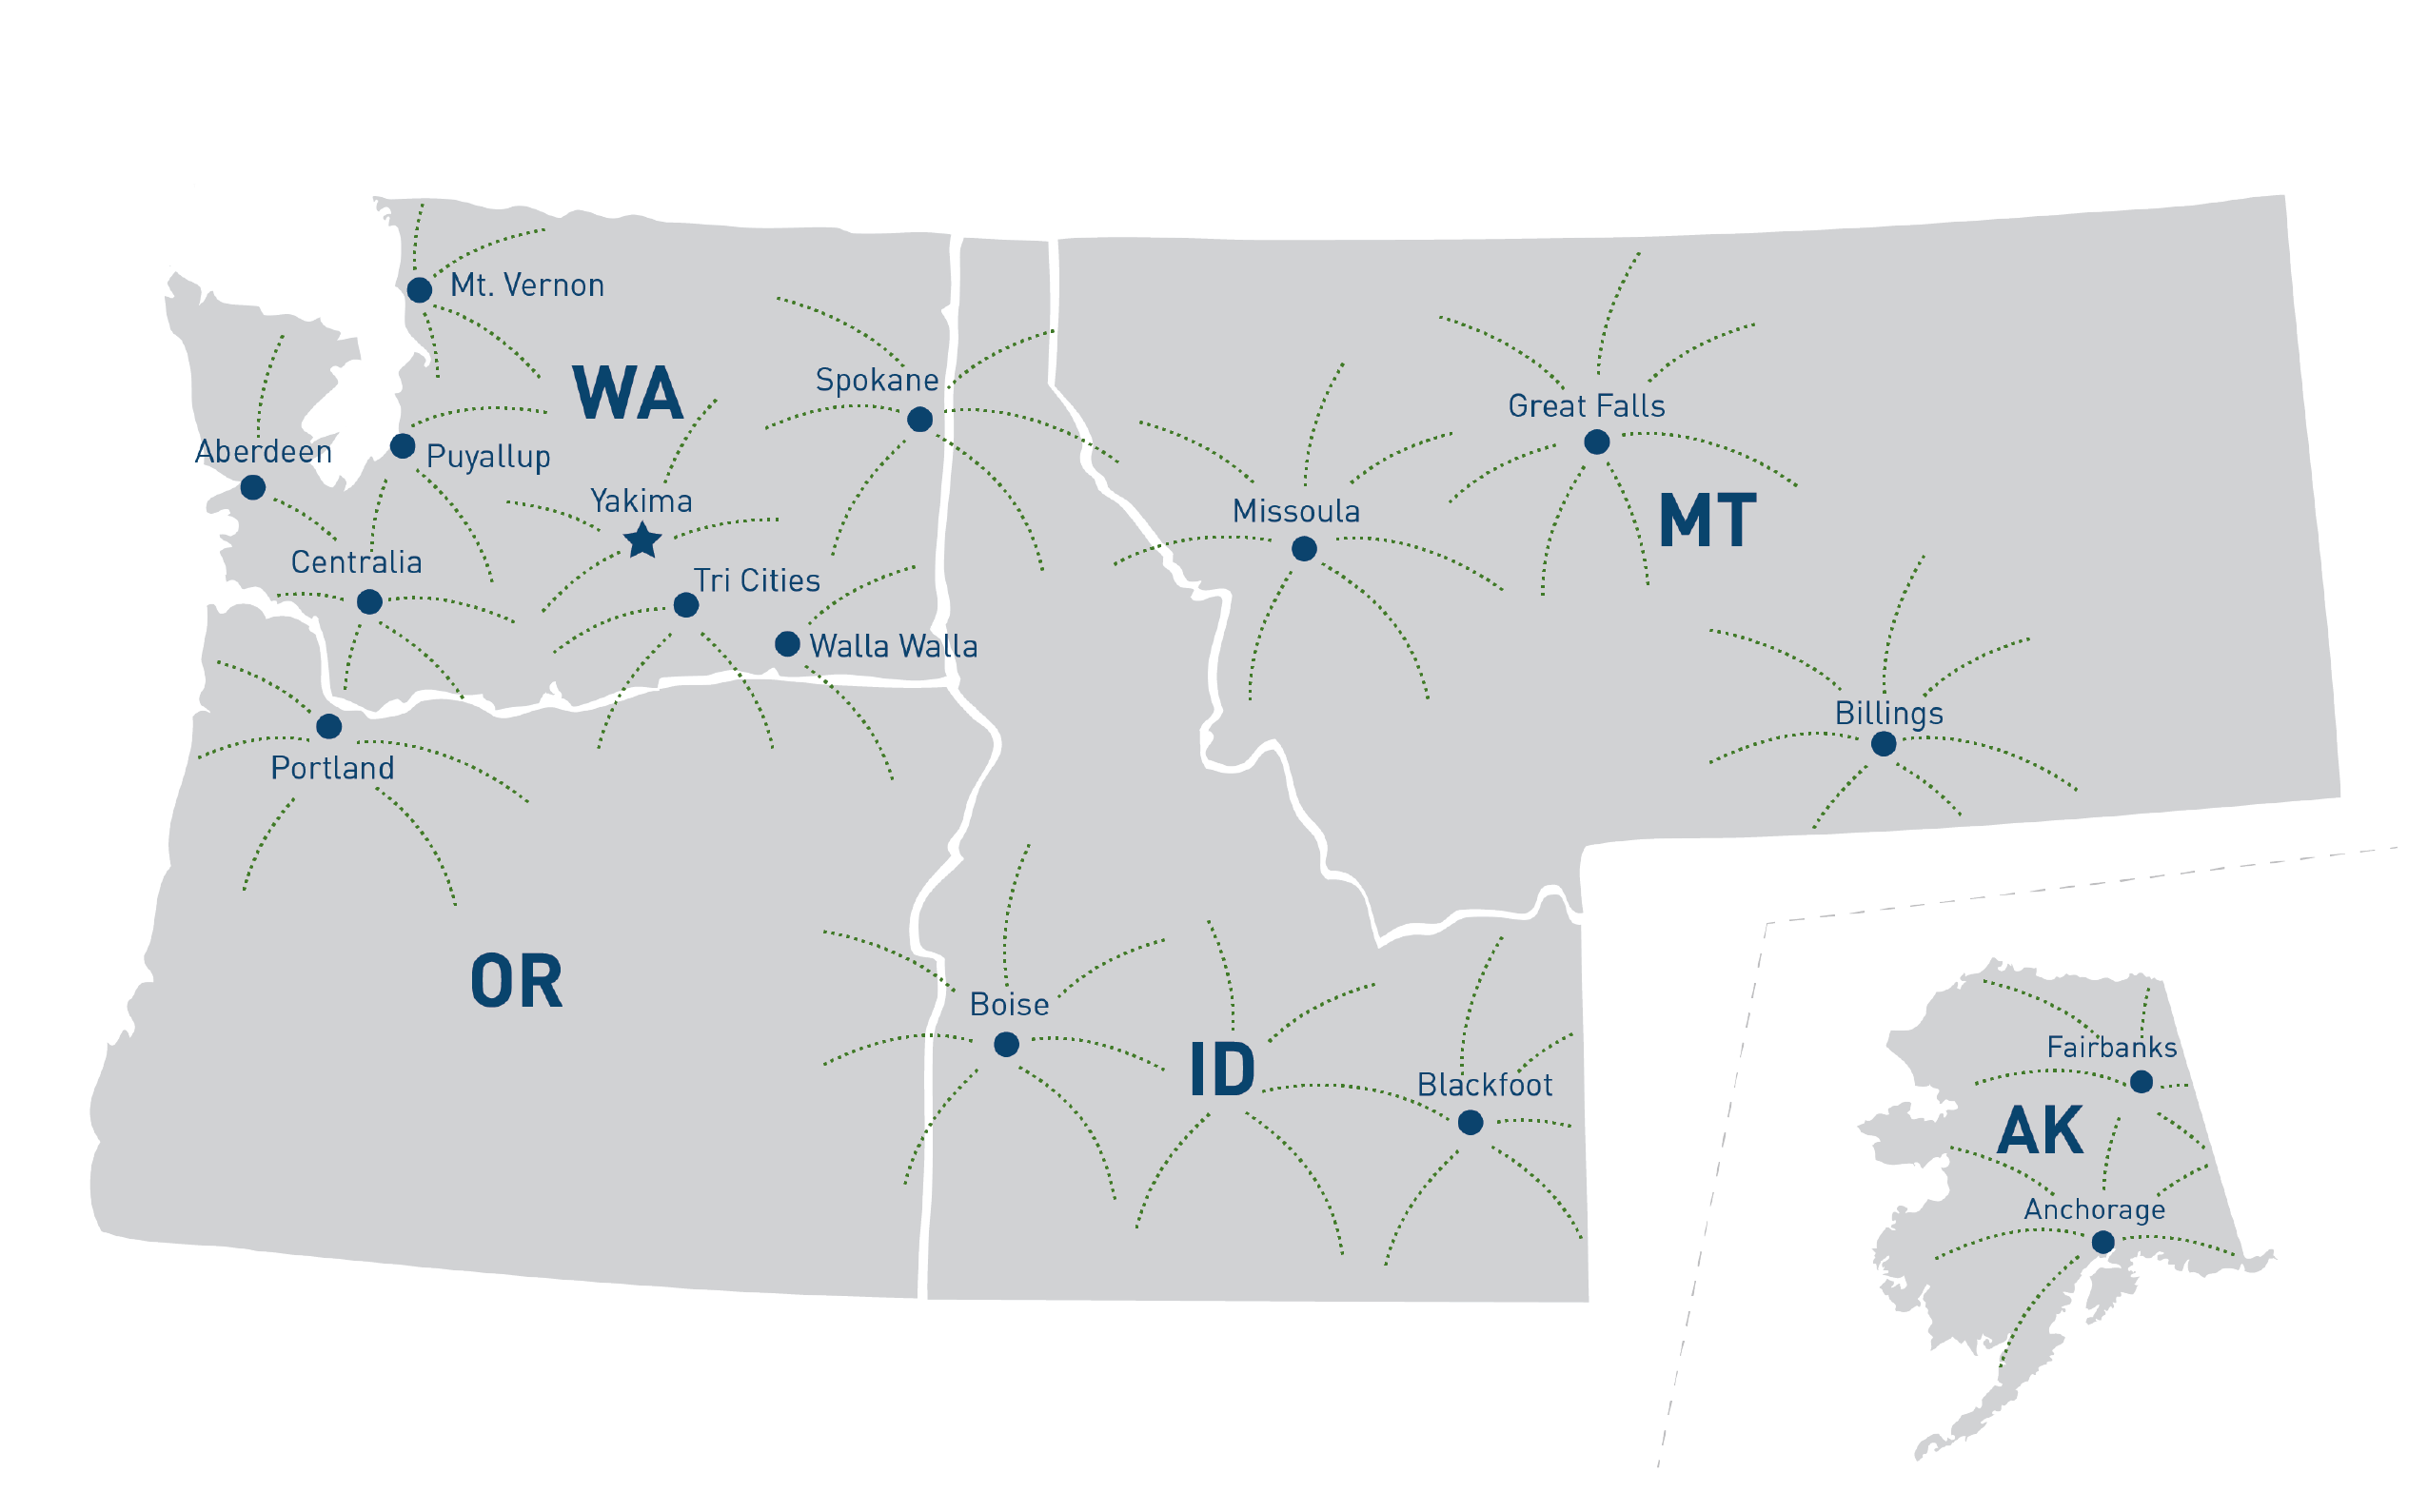 Mt. Vernon
WA
Spokane
Great Falls
Aberdeen
Puyallup
Yakima
Missoula
MT
Centralia
Tri Cities
Walla Walla
Portland
Billings
OR
Boise
ID
Blackfoot
Fairbanks
AK
Anchorage